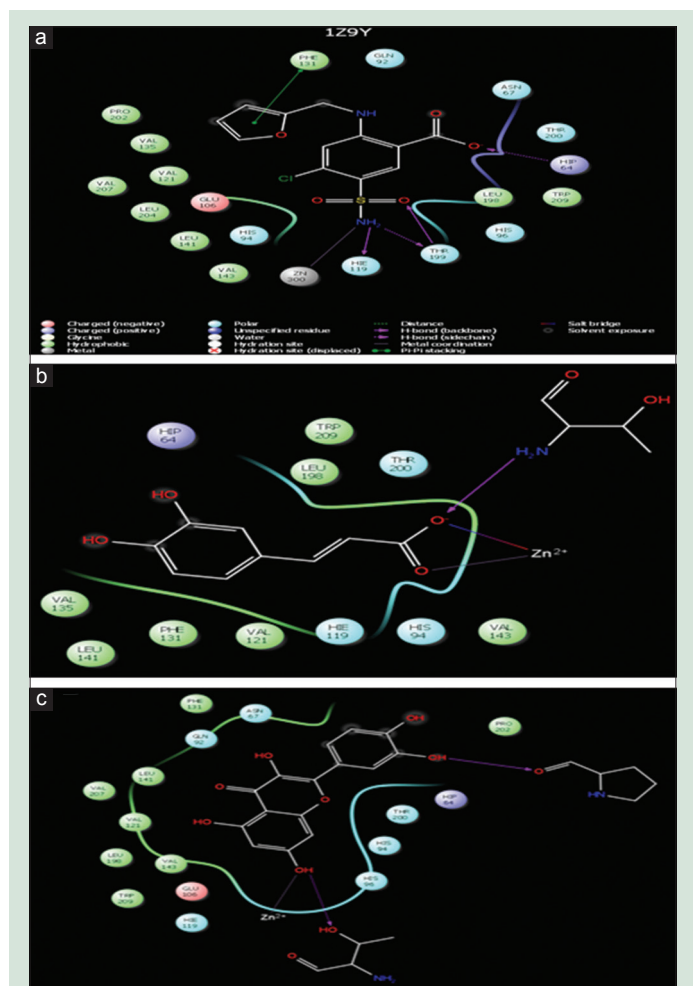 a
1Z9Y
PHE
131
GLN
92
ASN
67
PRO
202
VAL
135
VAL
121
VAL
207
LEU
204
GLU
106
LEU
141
HIS
94
VAL
143
ZN
300
HIE
119
THR
199
LEU
198
HIS
96
THR
200
HIP
64
TRP
209
NH
O
O
O
Cl
O
S
O
NH2
Charged (negative)
Charged (positive)
Glycine
Hydrophobic
Metal
Polar
Unspecified residue
Water
Hydration site
Hydration site (displaced)
Distance
H-bond (backbone)
H-bond (sidechain)
Metal coordination
Pi-Pi stacking
Salt bridge
Solvent exposure
b
HIP
64
TRP
209
LEU
198
THR
200
O
OH
H2N
HO
HO
O-
O
Zn2+
VAL
135
LEU
141
PHE
131
VAL
121
HIE
119
HIS
94
VAL
143
c
PHE
131
ASN
67
GLN
92
OH
OH
PRO
202
O
HN
HO
O
O
HO
LEU
141
VAL
207
VAL
121
LEU
198
VAL
143
TRP
209
GLU
106
HIE
119
HIP
64
THR
200
HIS
94
HIS
96
OH
Zn2+
HO
O
NH2